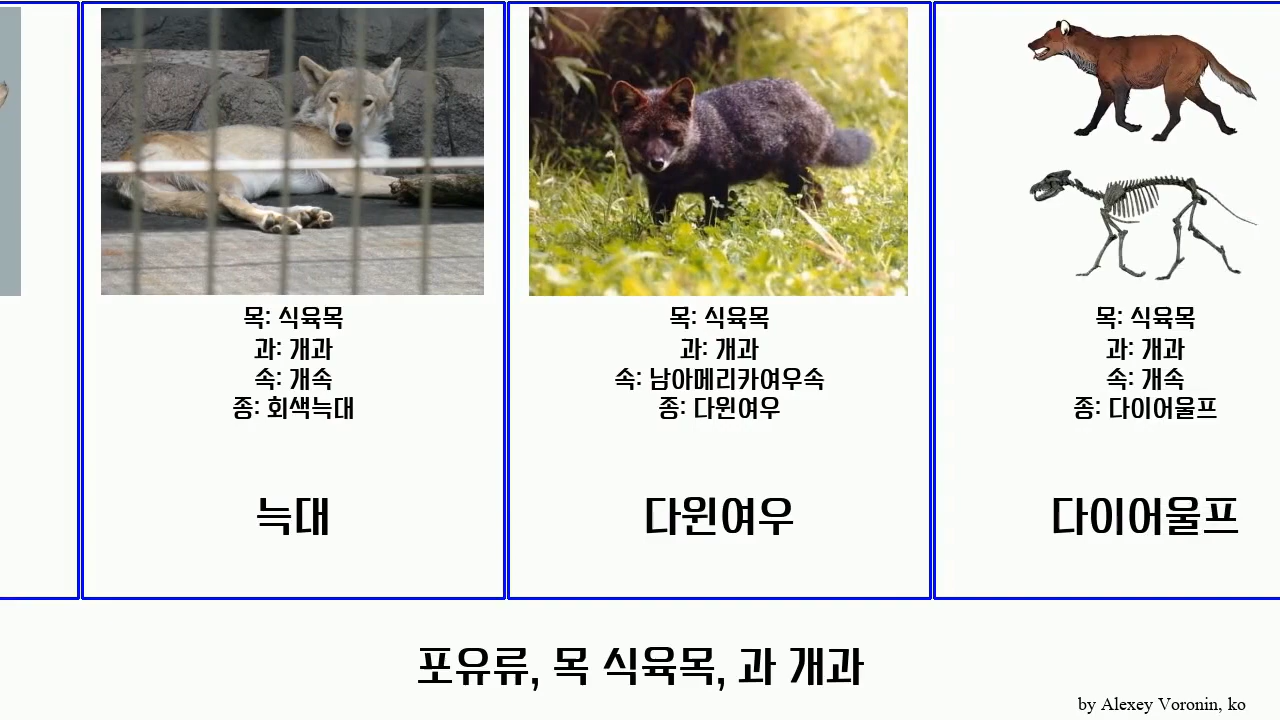 목: 식육목
과: 개과
속: 개속
종: 회색늑대
늑대
목: 식육목
과: 개과
속: 남아메리카여우속
종: 다윈여우
다윈여우
목: 식육목
과: 개과
속: 개속
종: 다이어울프
다이어울프
포유류, 목 식육목, 과 개과
by Alexey Voronin, ko